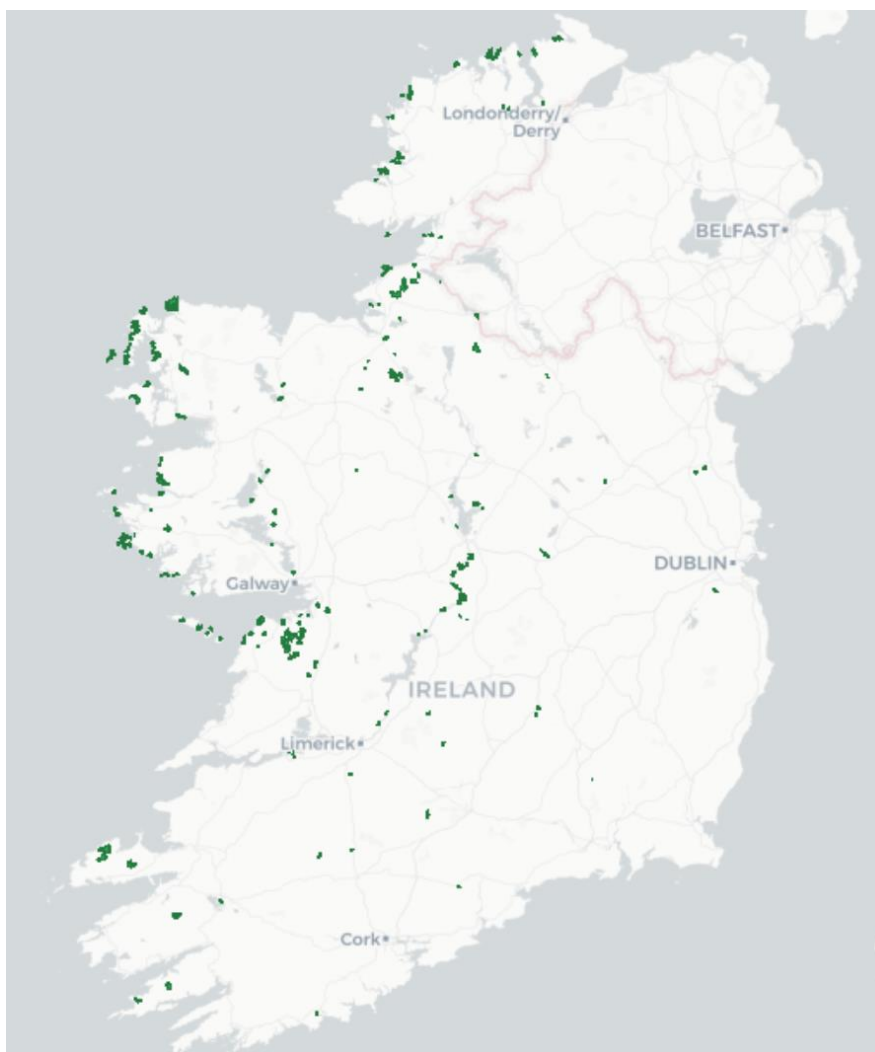 Londonderry/
Derry
BELFAST
DUBLIN
Galway
IRELAND
Limerick
Cork